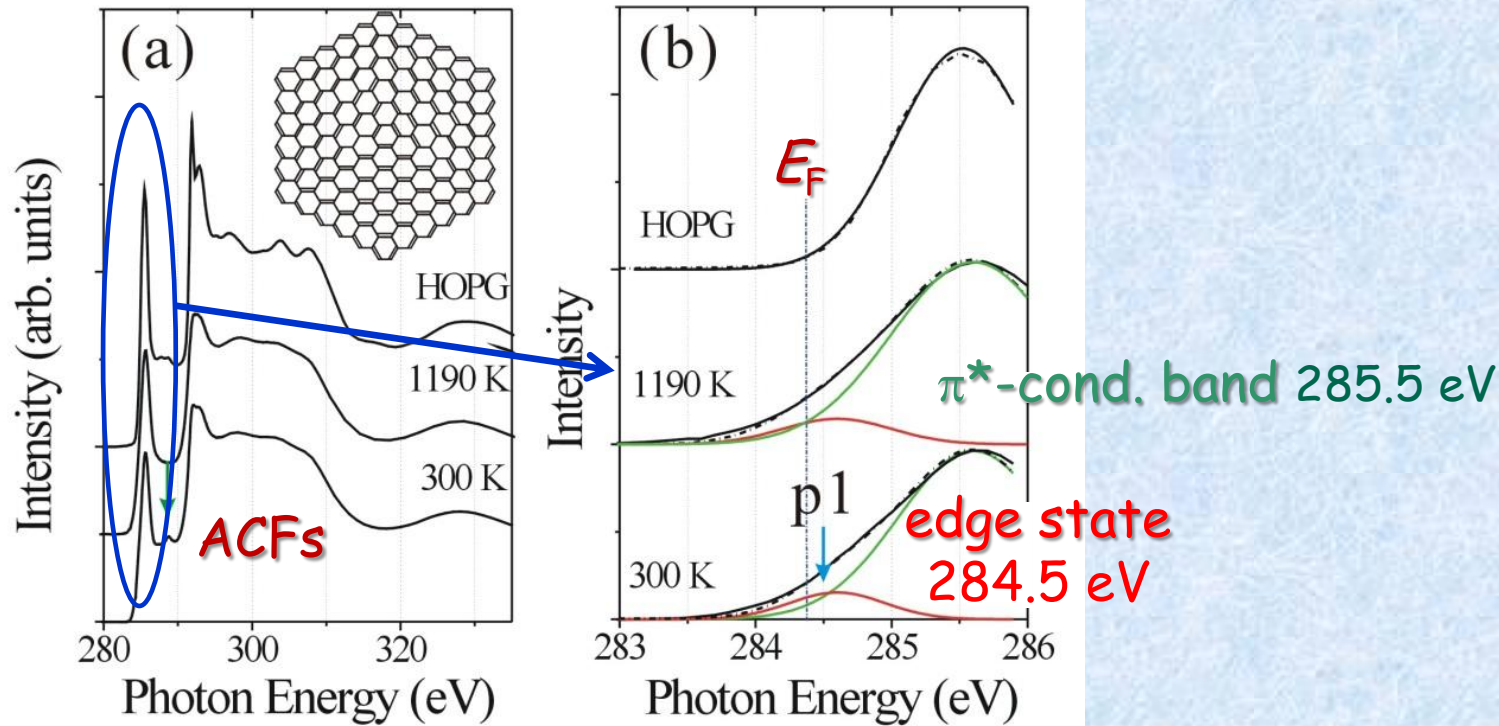 (a)
Intensity (arb. units)
HOPG
1190 K
300 K
ACFs
280 300 320
Photon Energy (eV)
(b)
E_F
HOPG
1190 K
300 K
p1
Intensity
283 284 285 286
Photon Energy (eV)
π*-cond. band 285.5 eV
edge state
284.5 eV